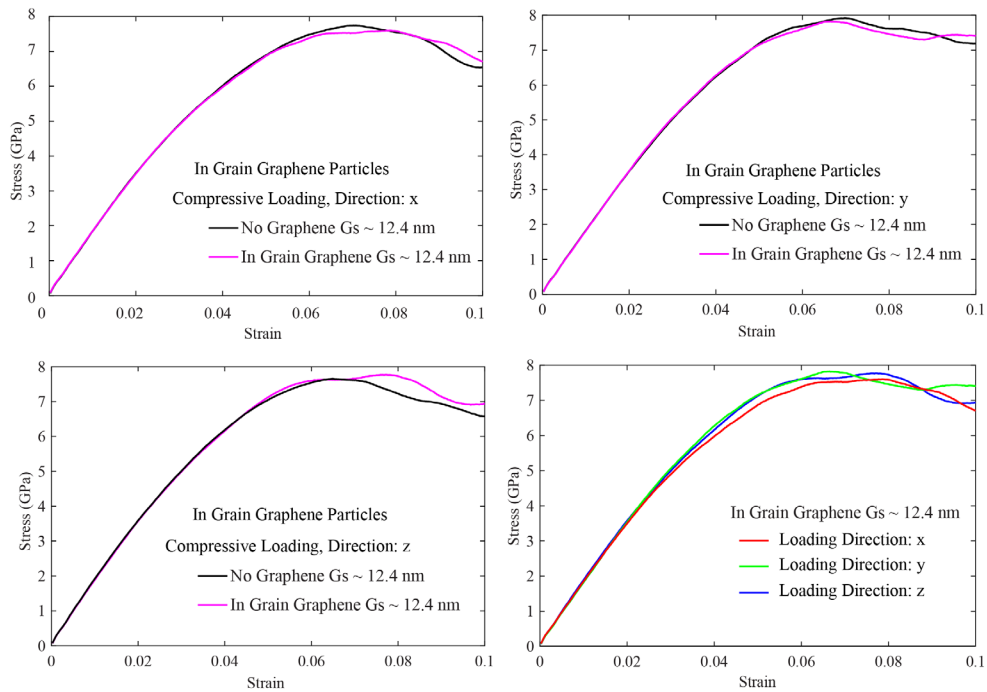 8
7
6
5
4
3
2
1
0
Stress (GPa)
In Grain Graphene Particles
Compressive Loading, Direction: x
No Graphene Gs ~ 12.4 nm
In Grain Graphene Gs ~ 12.4 nm
0 0.02 0.04 0.06 0.08 0.1
Strain
8
7
6
5
4
3
2
1
0
Stress (GPa)
In Grain Graphene Particles
Compressive Loading, Direction: y
No Graphene Gs ~ 12.4 nm
In Grain Graphene Gs ~ 12.4 nm
0 0.02 0.04 0.06 0.08 0.1
Strain
8
7
6
5
4
3
2
1
0
Stress (GPa)
In Grain Graphene Particles
Compressive Loading, Direction: z
No Graphene Gs ~ 12.4 nm
In Grain Graphene Gs ~ 12.4 nm
0 0.02 0.04 0.06 0.08 0.1
Strain
8
7
6
5
4
3
2
1
0
Stress (GPa)
In Grain Graphene Gs ~ 12.4 nm
Loading Direction: x
Loading Direction: y
Loading Direction: z
0 0.02 0.04 0.06 0.08 0.1
Strain